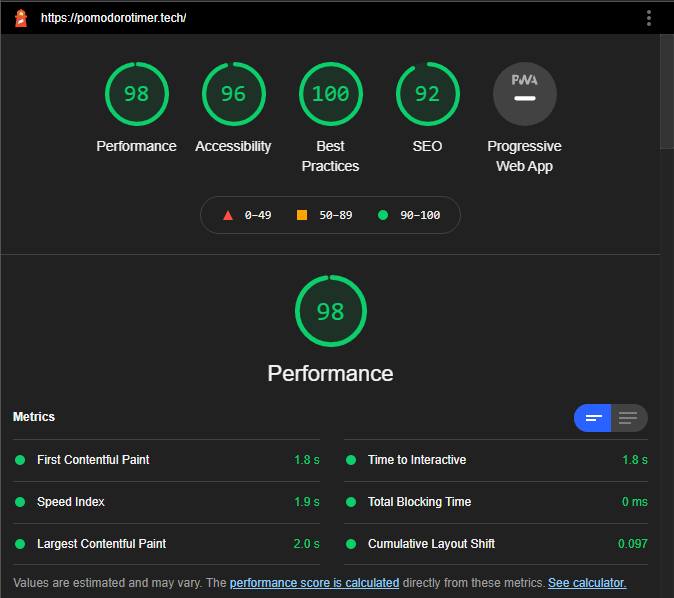 https://pomodorotimer.tech/
98 96 100 92 PWA
Performance Accessibility Best Practices SEO Progressive Web App
0-49 50-89 90-100
98
Performance
Metrics
First Contentful Paint 1.8 s
Time to Interactive 1.8 s
Speed Index 1.9 s
Total Blocking Time 0 ms
Largest Contentful Paint 2.0 s
Cumulative Layout Shift 0.097
Values are estimated and may vary. The performance score is calculated directly from these metrics. See calculator.